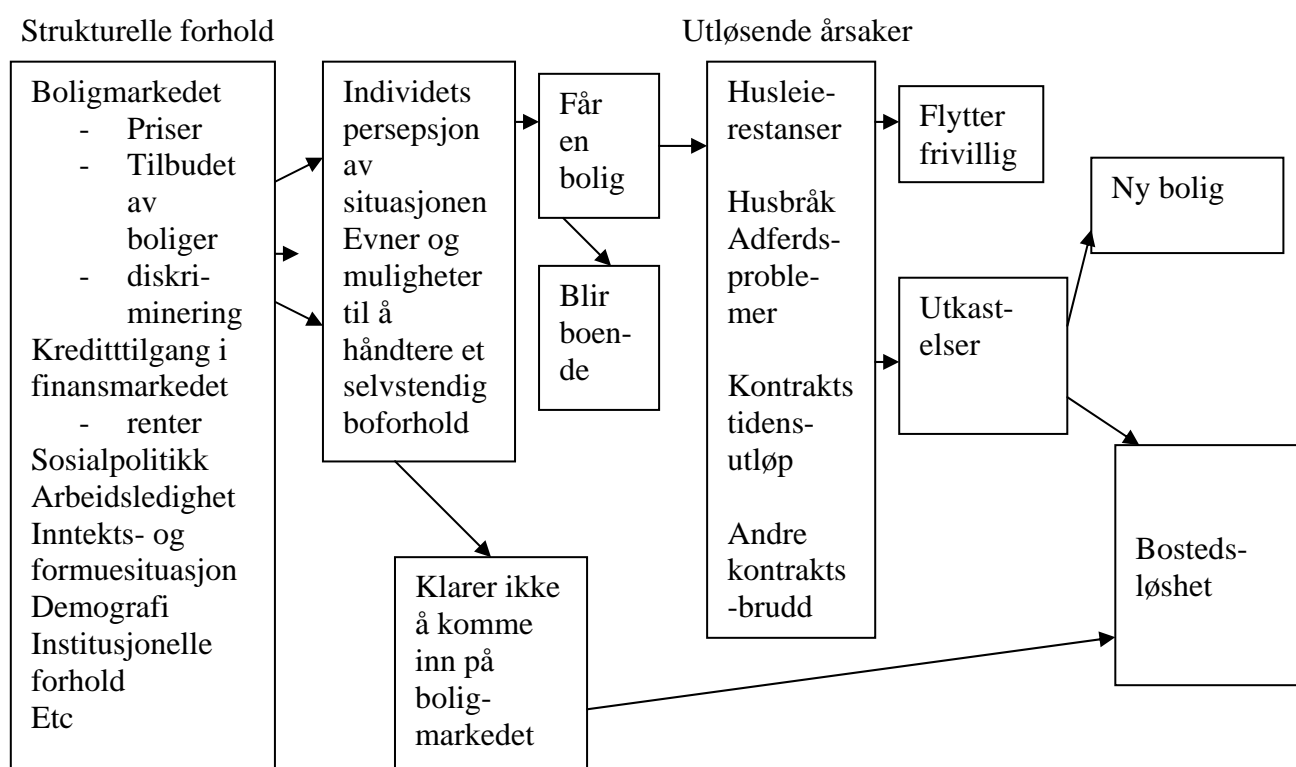 Strukturelle forhold
Utløsende årsaker
Boligmarkedet
- Priser
- Tilbudet
av
boliger
- diskri-
minering
Kreditttilgang i
finansmarkedet
- renter
Sosialpolitikk
Arbeidsledighet
Inntekts- og
formuesituasjon
Demografi
Institusjonelle
forhold
Etc
Individets
persepsjon
av
situasjonen
Evner og
muligheter
til å
håndtere et
selvstendig
boforhold
Får
en
bolig
Blir
boen-
de
Klarer ikke
å komme
inn på
bolig-
markedet
Husleie-
restanser
Husbråk
Adferds-
proble-
mer
Kontrakts
tidens-
utløp
Andre
kontrakts
-brudd
Flytter
frivillig
Utkast-
elser
Ny bolig
Bosteds-
løshet